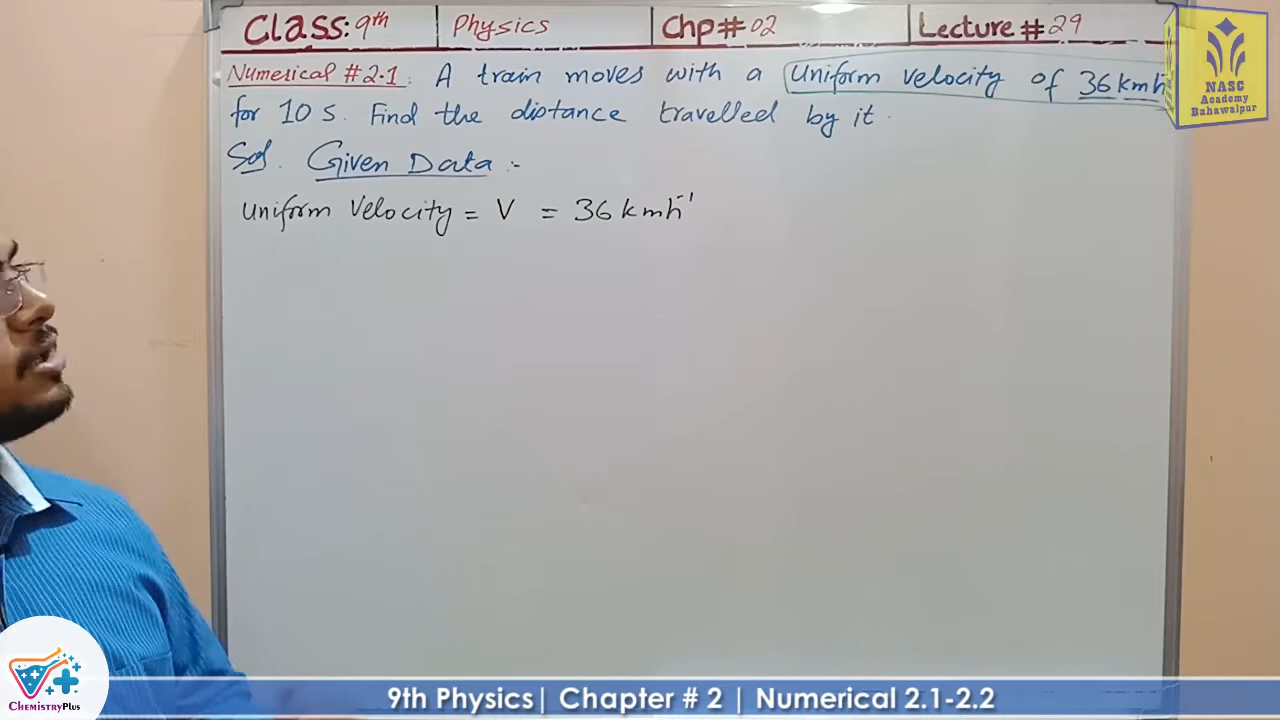 Class: 9th Physics Chp# 02 Lecture # 29
Numerical # 2.1: A train moves with a uniform velocity of 36 kmh
for 10 s. Find the distance travelled by it.
Sol. Given Data :-
Uniform Velocity = V = 36 kmh⁻¹
NASC
Academy
Bahawalpur
ChemistryPlus
9th Physics| Chapter # 2 | Numerical 2.1-2.2